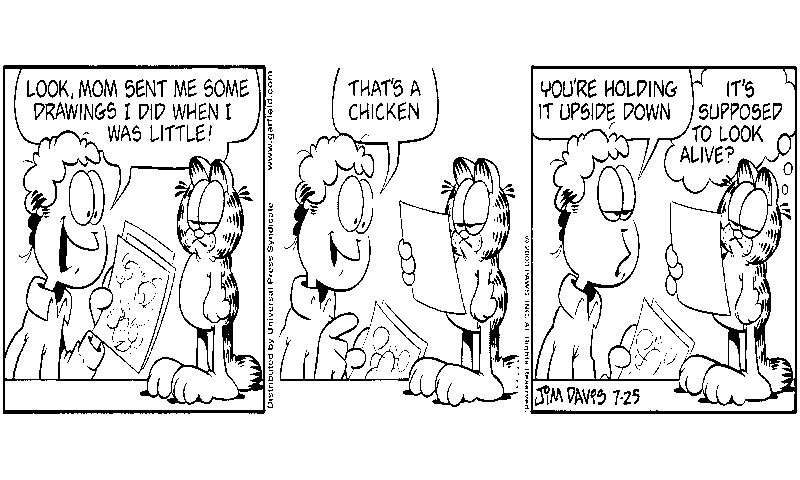 LOOK, MOM SENT ME SOME
DRAWINGS I DID WHEN I
WAS LITTLE!
www.garfield.com
Distributed by Universal Press Syndicate
THAT'S A
CHICKEN
YOU'RE HOLDING
IT UPSIDE DOWN
IT'S
SUPPOSED
TO LOOK
ALIVE?
JIM DAVIS 7-25